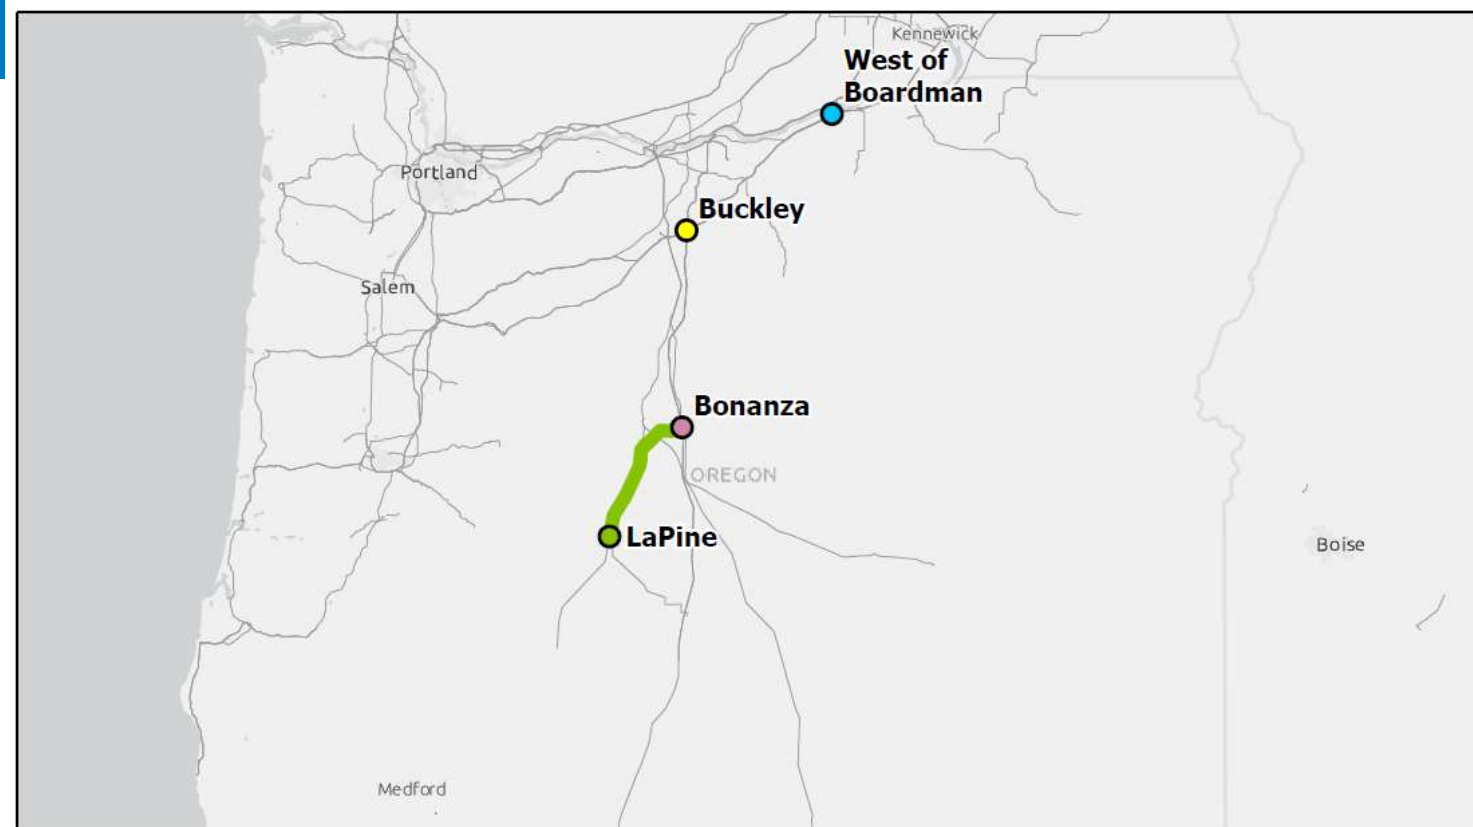 Kennewick
West of
Boardman
Portland
Buckley
Salem
Bonanza
OREGON
LaPine
Boise
Medford